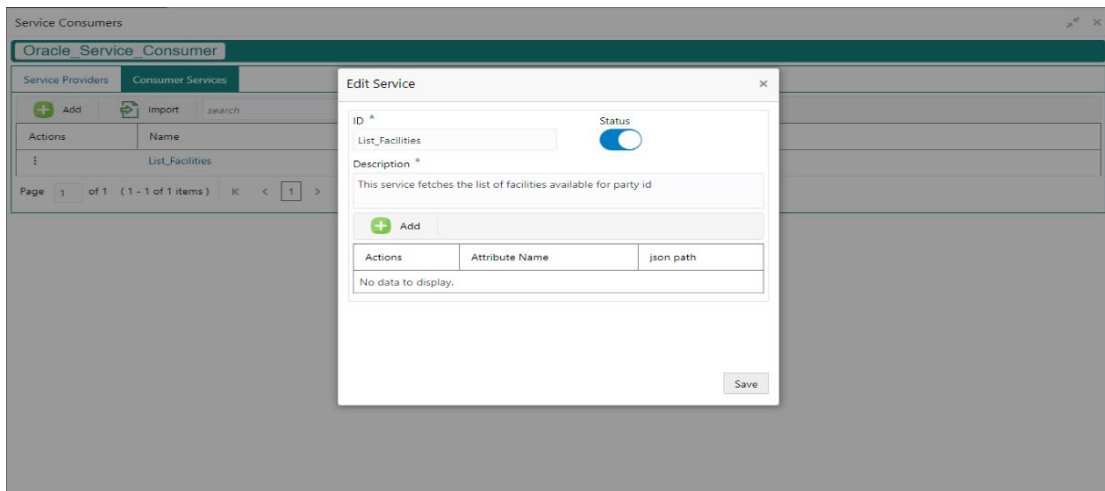 Service Consumers
Oracle_Service_Consumer
Service Providers Consumer Services
Add Import search
Actions Name
List_Facilities
Page 1 of 1 (1 - 1 of 1 items) K < 1 >
Edit Service ×
ID * Status
List_Facilities
Description *
This service fetches the list of facilities available for party id
Add
Actions Attribute Name json path
No data to display.
Save